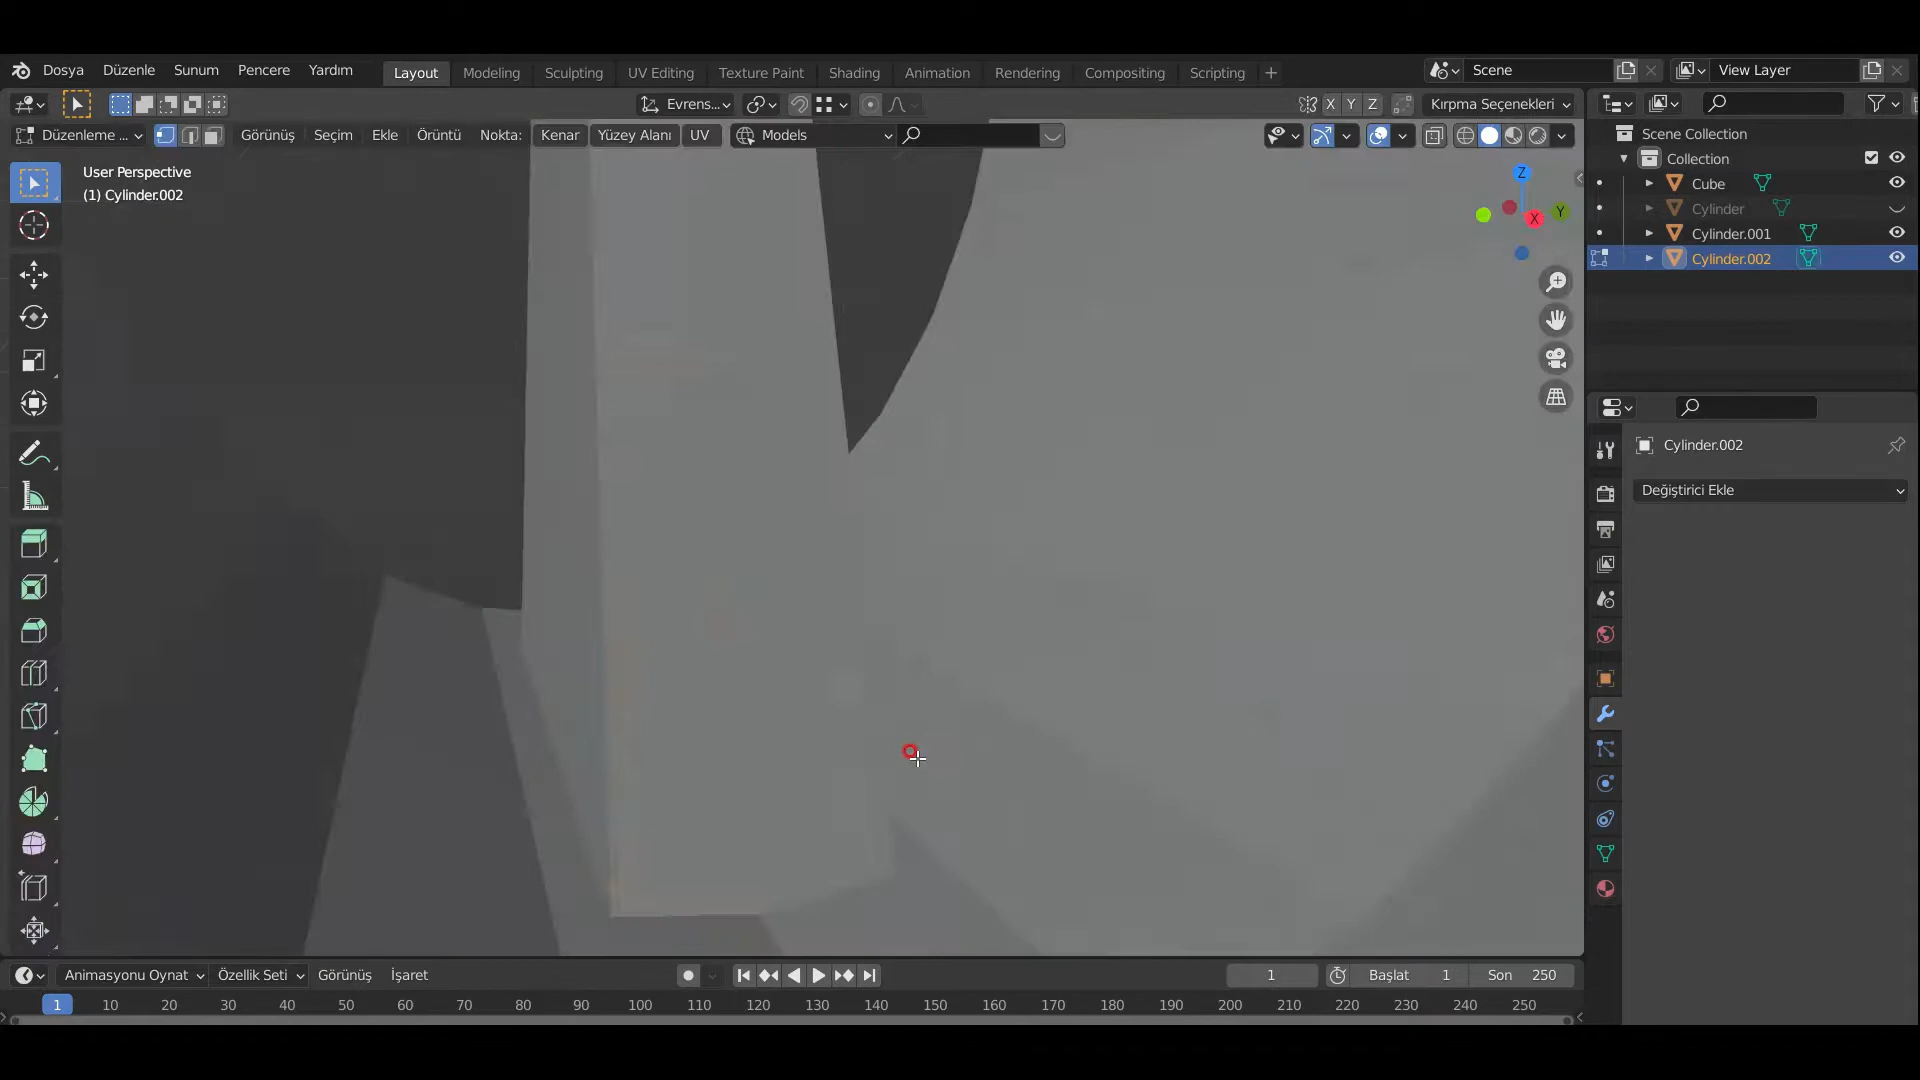 Dosya Düzenle Sunum Pencere Yardım Layout Modeling Sculpting UV Editing Texture Paint Shading Animation Rendering Compositing Scripting + Scene View Layer
Evrens... X Y Z Kırpma Seçenekleri
Düzenleme ... Görünüş Seçim Ekle Örüntü Nokta: Kenar Yüzey Alanı UV Models
Scene Collection
Collection
Cube
Cylinder
Cylinder.001
Cylinder.002
User Perspective
(1) Cylinder.002
Z
X
Y
Cylinder.002
Değiştirici Ekle
Animasyonu Oynat Özellik Seti Görünüş İşaret 1 Başlat 1 Son 250
1 10 20 30 40 50 60 70 80 90 100 110 120 130 140 150 160 170 180 190 200 210 220 230 240 250